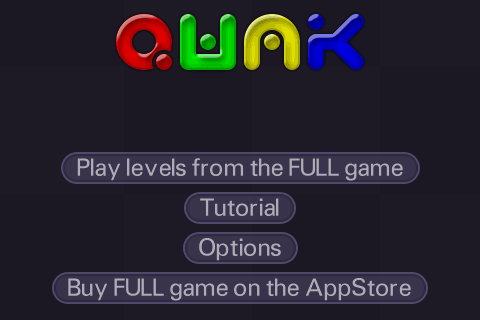 QUAK
Play levels from the FULL game
Tutorial
Options
Buy FULL game on the AppStore